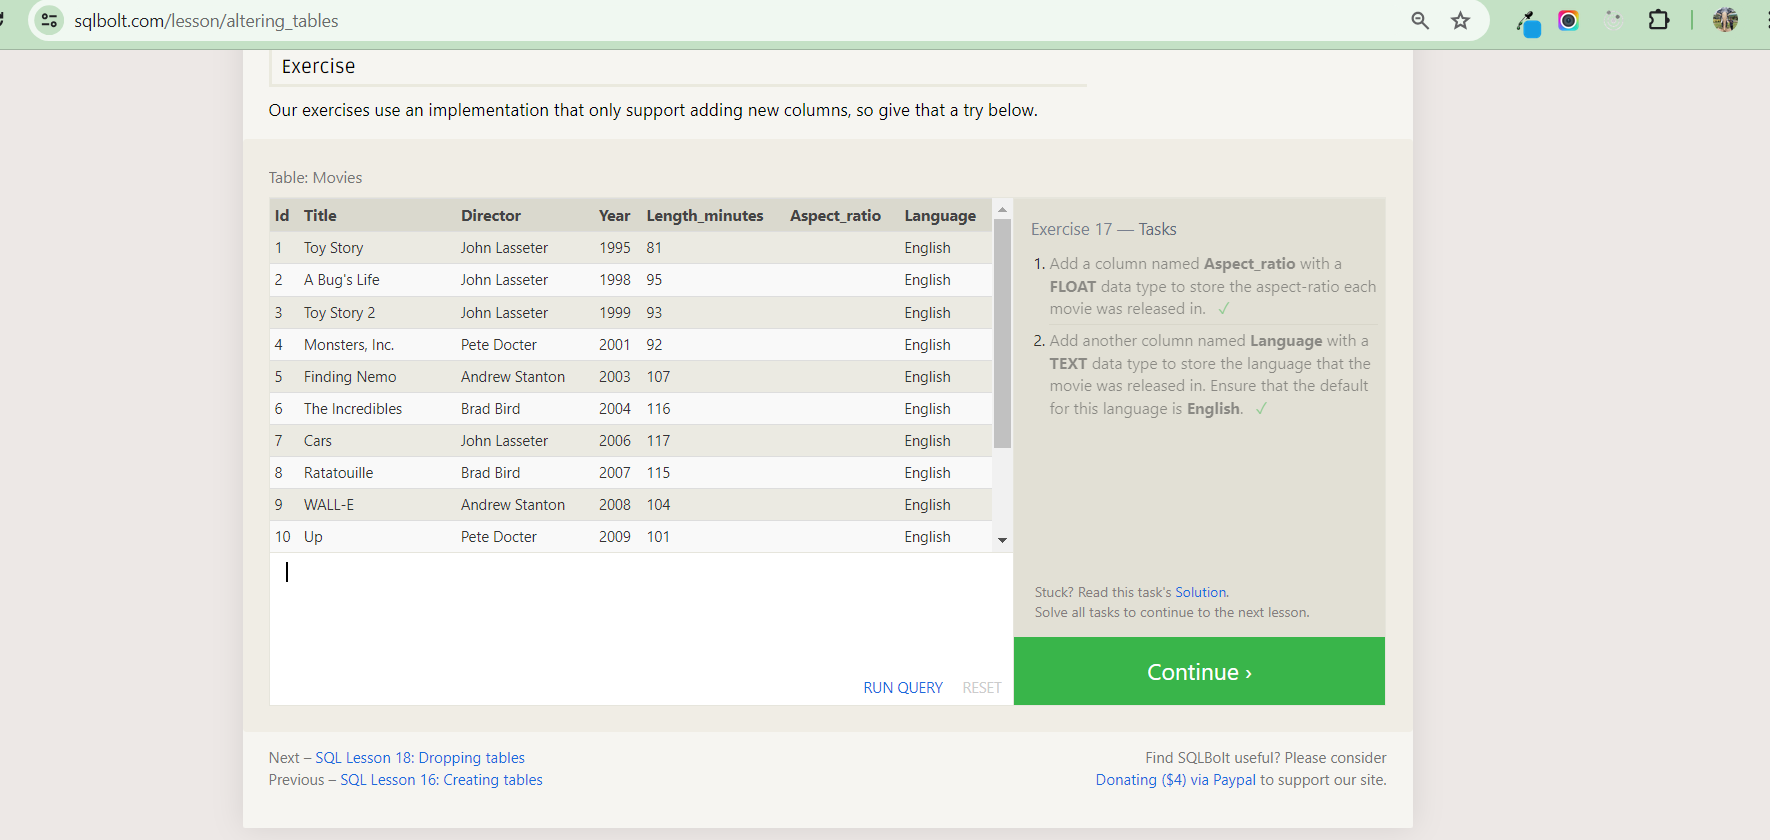 sqlbolt.com/lesson/altering_tables
Exercise
Our exercises use an implementation that only support adding new columns, so give that a try below.
Table: Movies
Id Title Director Year Length_minutes Aspect_ratio Language
1 Toy Story John Lasseter 1995 81 English
2 A Bug's Life John Lasseter 1998 95 English
3 Toy Story 2 John Lasseter 1999 93 English
4 Monsters, Inc. Pete Docter 2001 92 English
5 Finding Nemo Andrew Stanton 2003 107 English
6 The Incredibles Brad Bird 2004 116 English
7 Cars John Lasseter 2006 117 English
8 Ratatouille Brad Bird 2007 115 English
9 WALL-E Andrew Stanton 2008 104 English
10 Up Pete Docter 2009 101 English
RUN QUERY RESET
Exercise 17 — Tasks
1. Add a column named Aspect_ratio with a
FLOAT data type to store the aspect-ratio each
movie was released in. ✓
2. Add another column named Language with a
TEXT data type to store the language that the
movie was released in. Ensure that the default
for this language is English. ✓
Stuck? Read this task's Solution.
Solve all tasks to continue to the next lesson.
Continue ›
Next – SQL Lesson 18: Dropping tables
Previous – SQL Lesson 16: Creating tables
Find SQLBolt useful? Please consider
Donating ($4) via Paypal to support our site.